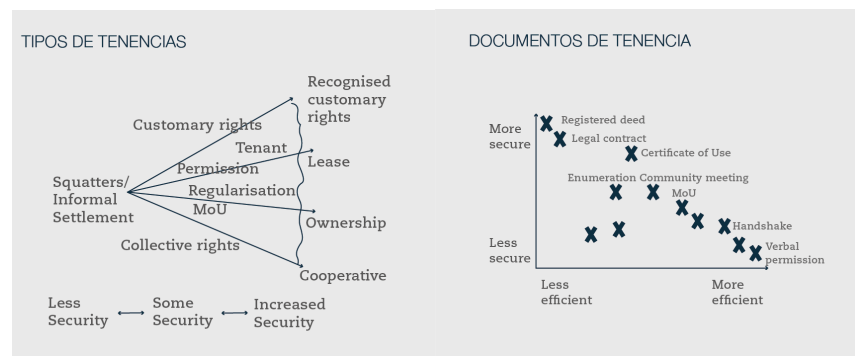 TIPOS DE TENENCIAS
Recognised
customary
rights
Customary rights
Tenant
Lease
Permission
Squatters/
Informal
Settlement
Regularisation
MoU
Ownership
Collective rights
Cooperative
Less
Security
Some
Security
Increased
Security
DOCUMENTOS DE TENENCIA
More
secure
Registered deed
Legal contract
Certificate of Use
Enumeration Community meeting
MoU
Handshake
Verbal
permission
Less
secure
Less
efficient
More
efficient